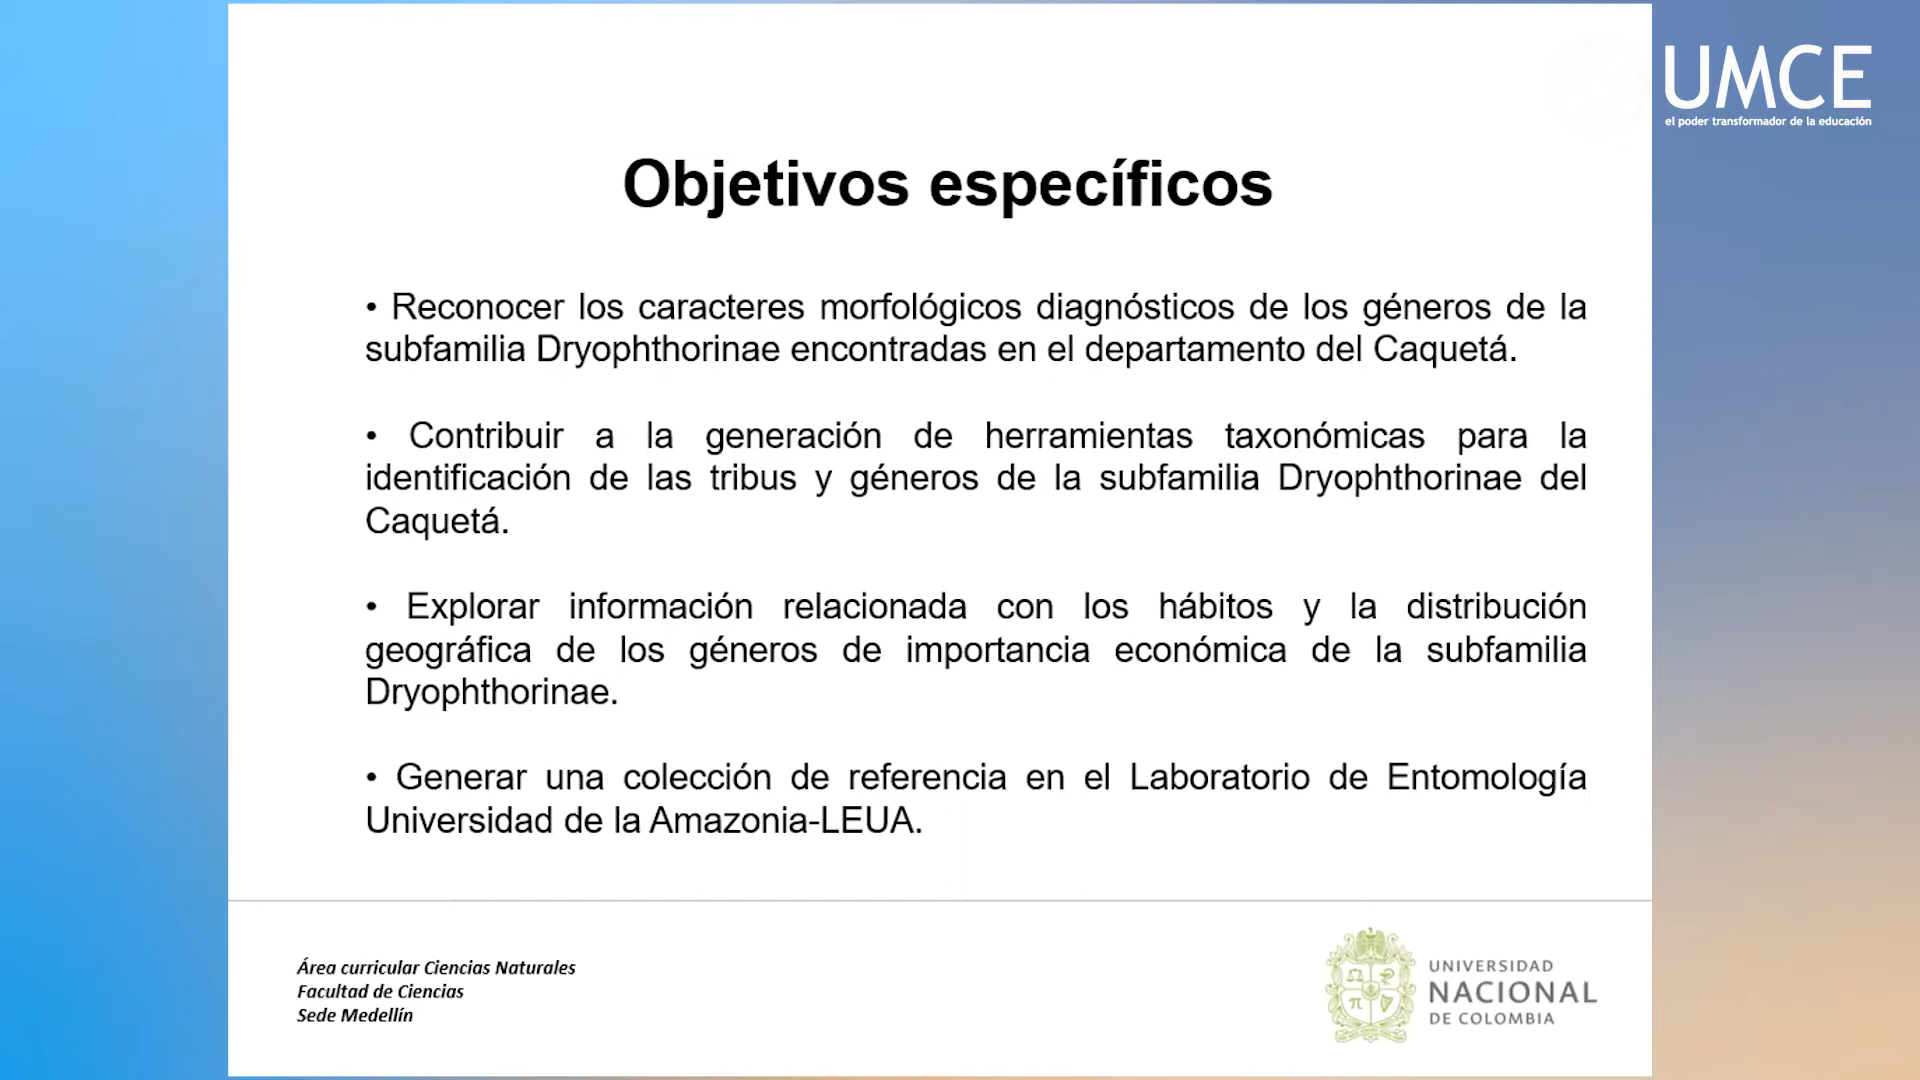 UMCE
el poder transformador de la educación
Objetivos específicos
• Reconocer los caracteres morfológicos diagnósticos de los géneros de la
subfamilia Dryophthorinae encontradas en el departamento del Caquetá.
• Contribuir a la generación de herramientas taxonómicas para la
identificación de las tribus y géneros de la subfamilia Dryophthorinae del
Caquetá.
• Explorar información relacionada con los hábitos y la distribución
geográfica de los géneros de importancia económica de la subfamilia
Dryophthorinae.
• Generar una colección de referencia en el Laboratorio de Entomología
Universidad de la Amazonia-LEUA.
Área curricular Ciencias Naturales
Facultad de Ciencias
Sede Medellín
UNIVERSIDAD
NACIONAL
DE COLOMBIA